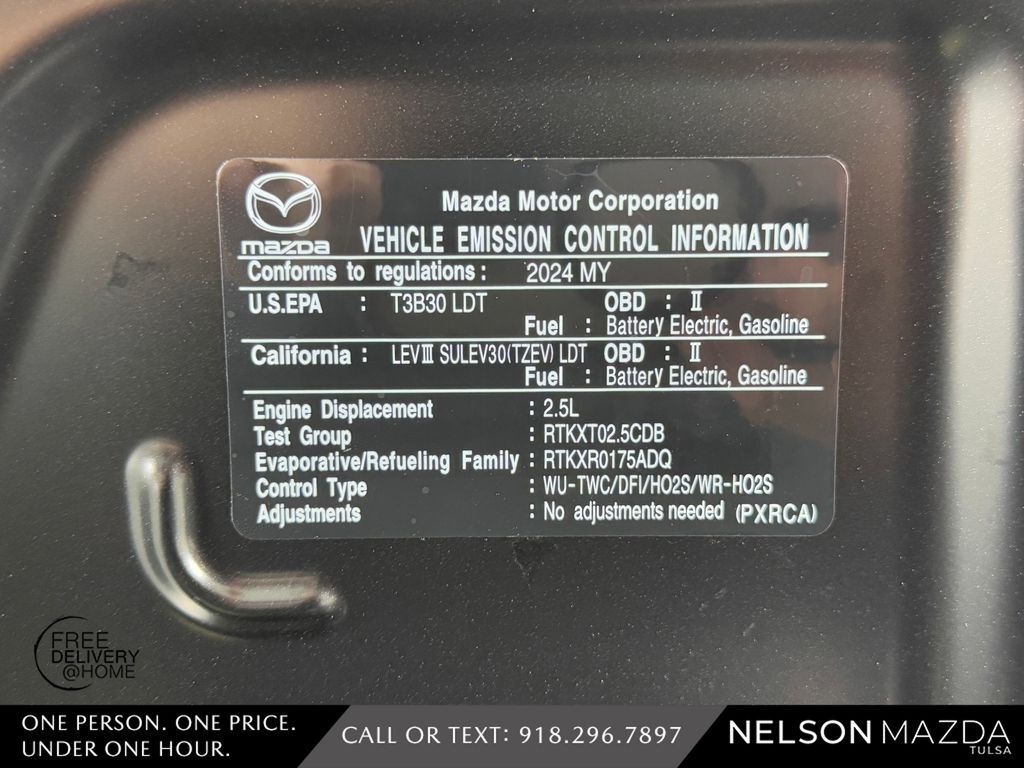 Mazda Motor Corporation
mazda VEHICLE EMISSION CONTROL INFORMATION
Conforms to regulations : 2024 MY
U.S.EPA : T3B30 LDT OBD : Ⅱ
Fuel : Battery Electric, Gasoline
California : LEVⅢ SULEV30(TZEV) LDT OBD : Ⅱ
Fuel : Battery Electric, Gasoline
Engine Displacement : 2.5L
Test Group : RTKXT02.5CDB
Evaporative/Refueling Family : RTKXR0175ADQ
Control Type : WU-TWC/DFI/HO2S/WR-HO2S
Adjustments : No adjustments needed (PXRCA)
FREE
DELIVERY
@HOME
ONE PERSON. ONE PRICE.
UNDER ONE HOUR.
CALL OR TEXT: 918.296.7897
NELSON MAZDA
TULSA